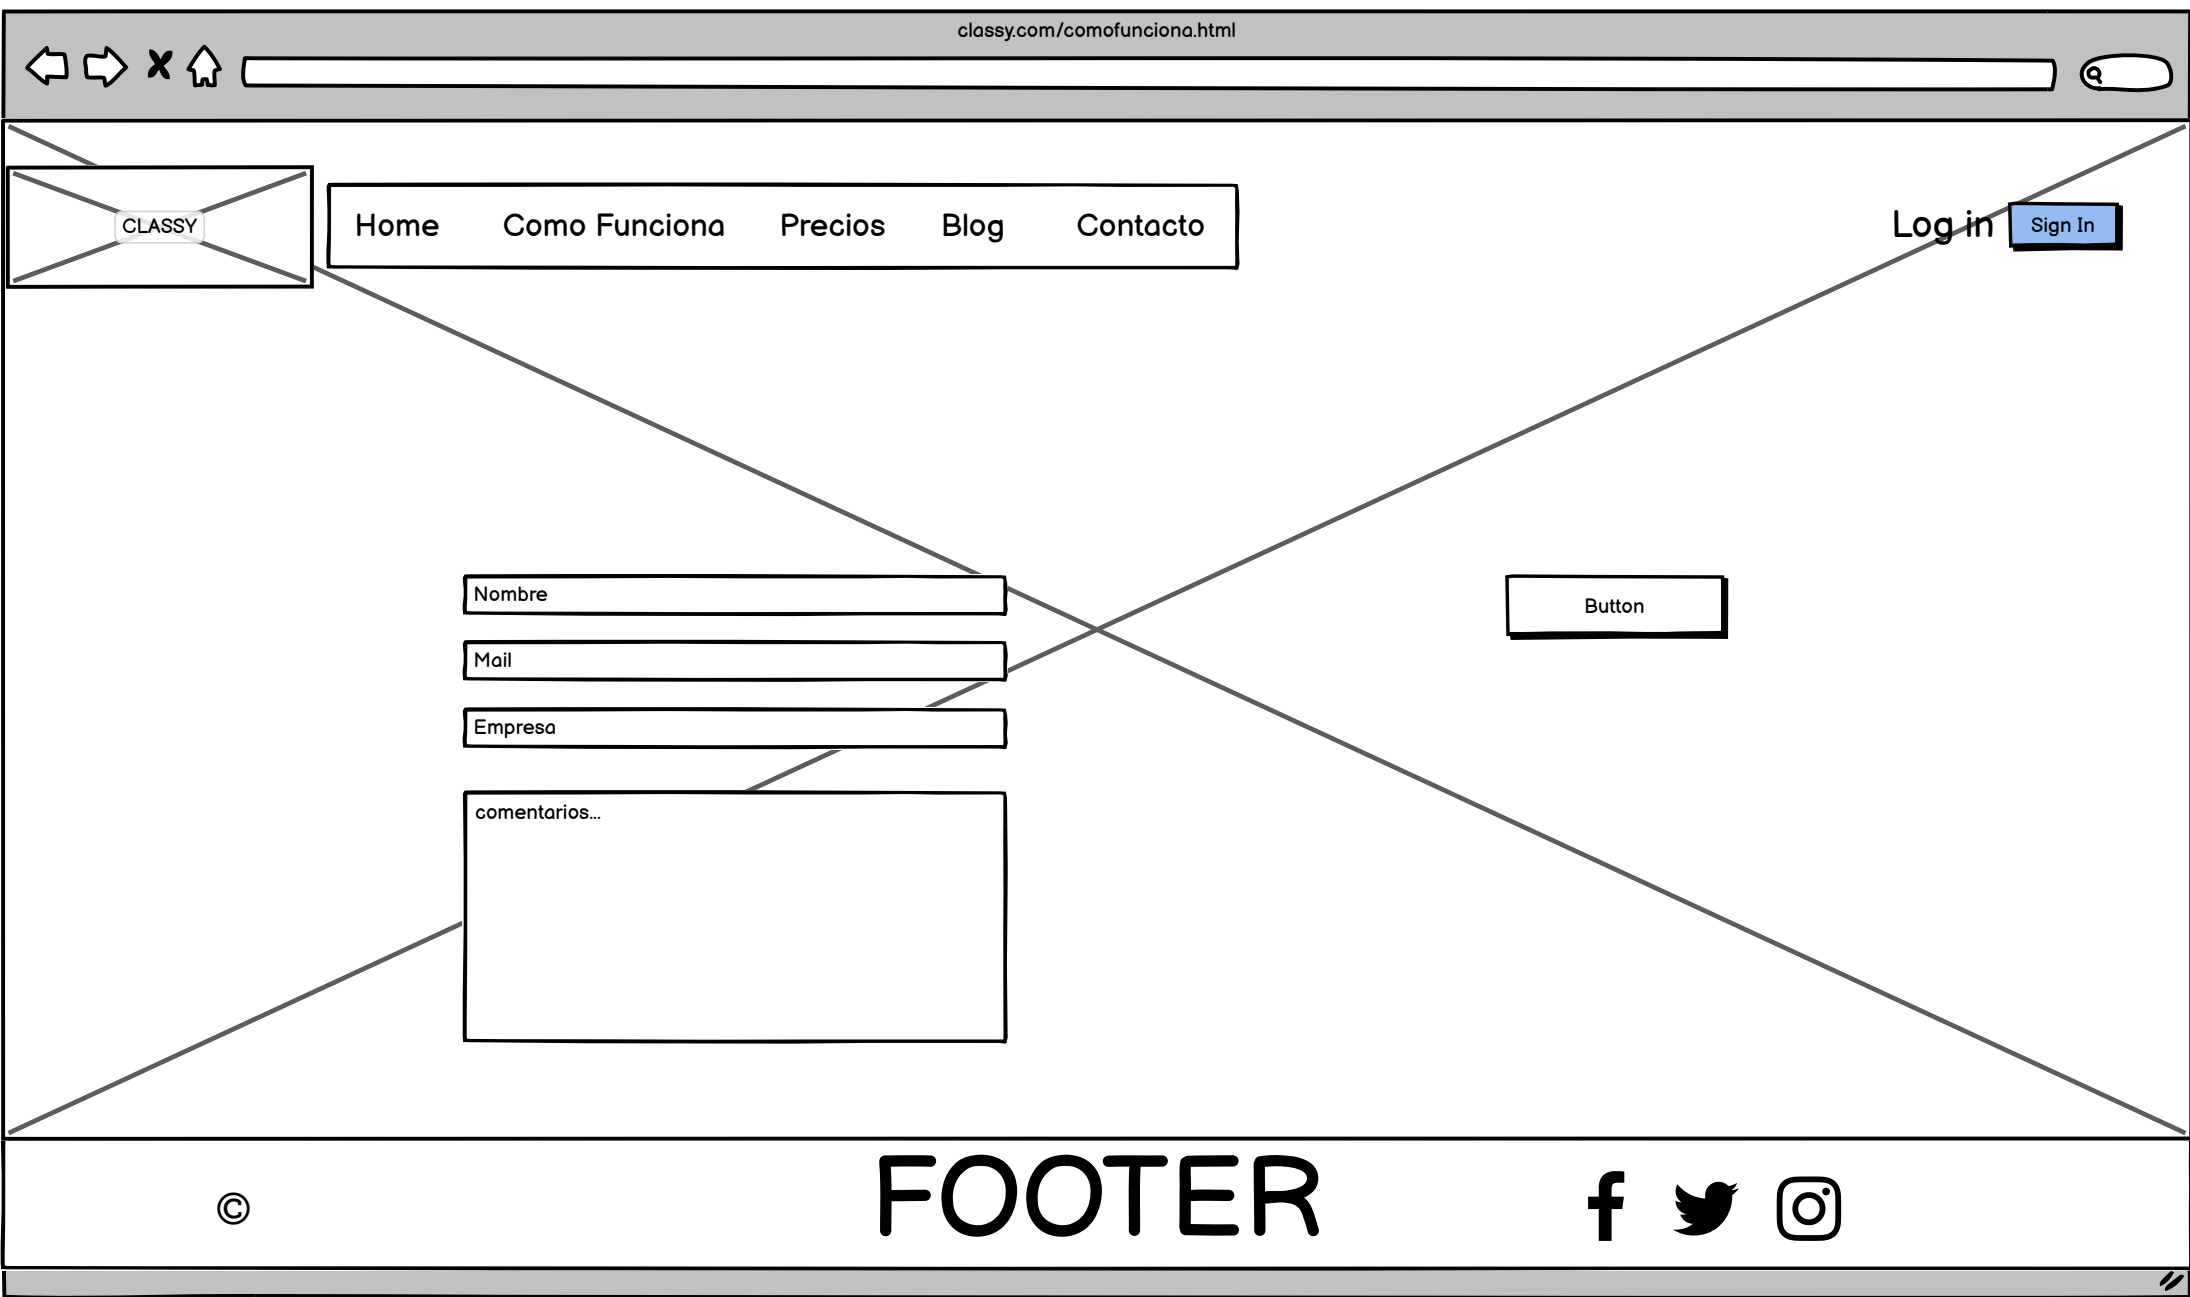 classy.com/comofunciona.html
CLASSY
Home Como Funciona Precios Blog Contacto
Log in Sign In
Nombre
Button
Mail
Empresa
comentarios...
© FOOTER